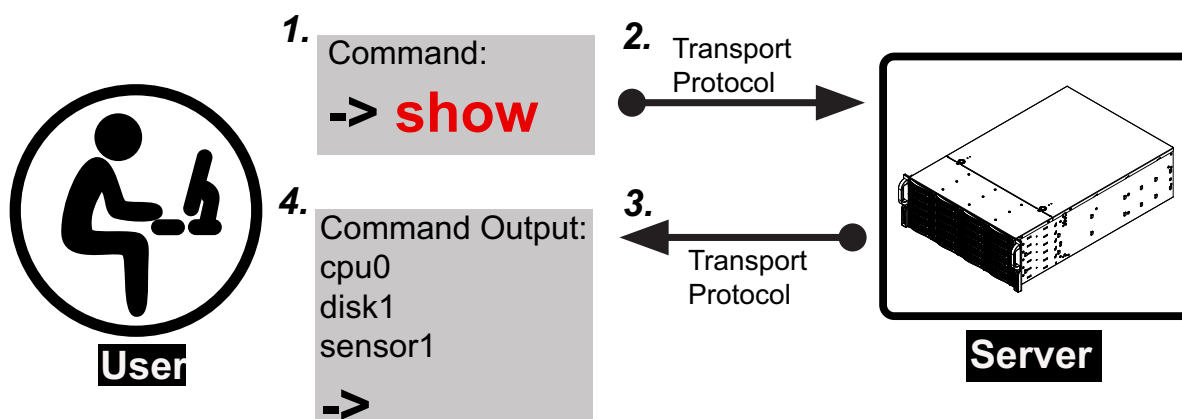 1.
Command:
-> show
2.
Transport
Protocol
3.
Transport
Protocol
4.
Command Output:
cpu0
disk1
sensor1
->
User
Server